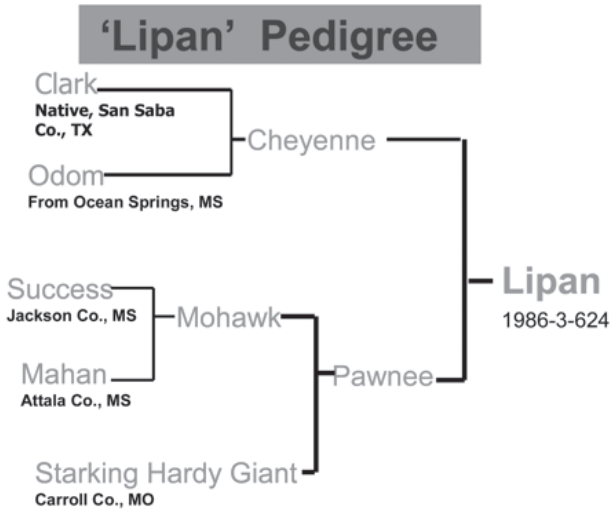 ‘Lipan’ Pedigree
Clark
Native, San Saba
Co., TX
Cheyenne
Odom
From Ocean Springs, MS
Lipan
1986-3-624
Success
Jackson Co., MS
Mohawk
Mahan
Attala Co., MS
Pawnee
Starking Hardy Giant
Carroll Co., MO